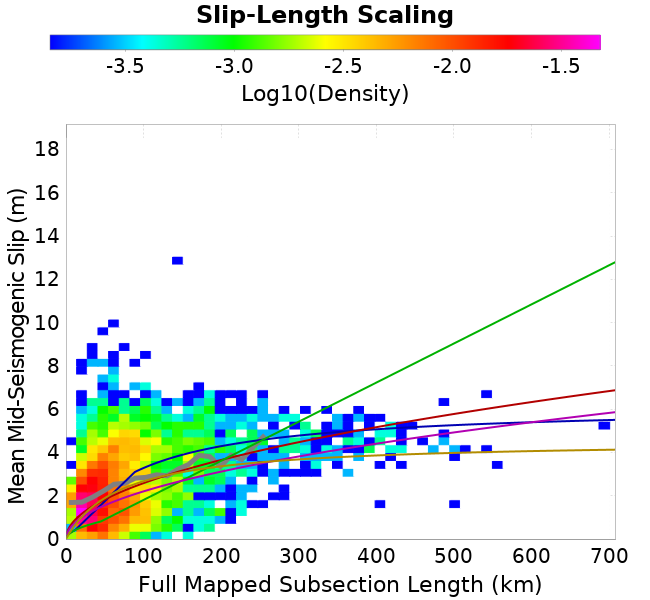 Slip-Length Scaling
-3.5 -3.0 -2.5 -2.0 -1.5
Log10(Density)
18
16
14
12
10
8
6
4
2
0
Mean Mid-Seismogenic Slip (m)
0 100 200 300 400 500 600 700
Full Mapped Subsection Length (km)